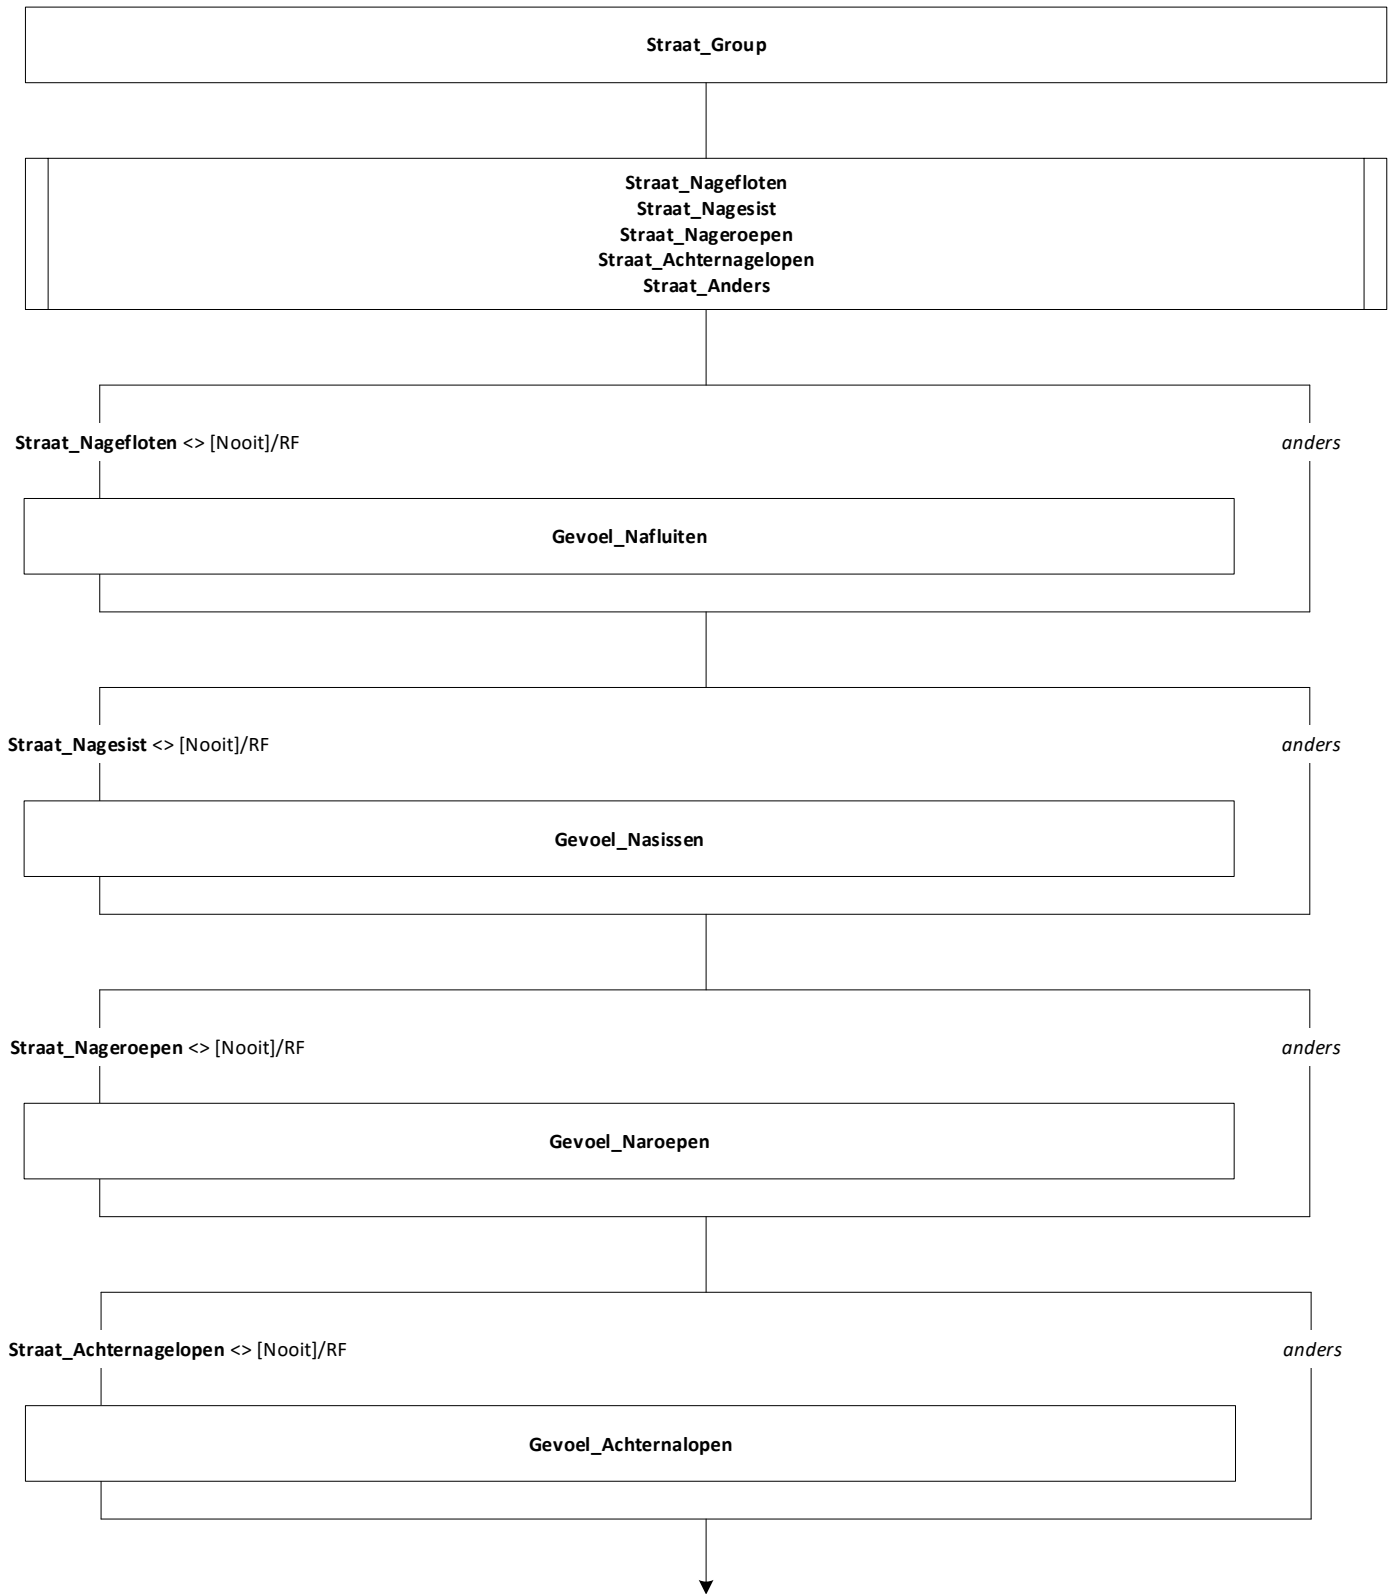 Straat_Group
Straat_Nagefloten
Straat_Nagesist
Straat_Nageroepen
Straat_Achternagelopen
Straat_Anders
Straat_Nagefloten <> [Nooit]/RF anders
Gevoel_Nafluiten
Straat_Nagesist <> [Nooit]/RF anders
Gevoel_Nasissen
Straat_Nageroepen <> [Nooit]/RF anders
Gevoel_Naroepen
Straat_Achternagelopen <> [Nooit]/RF anders
Gevoel_Achternalopen